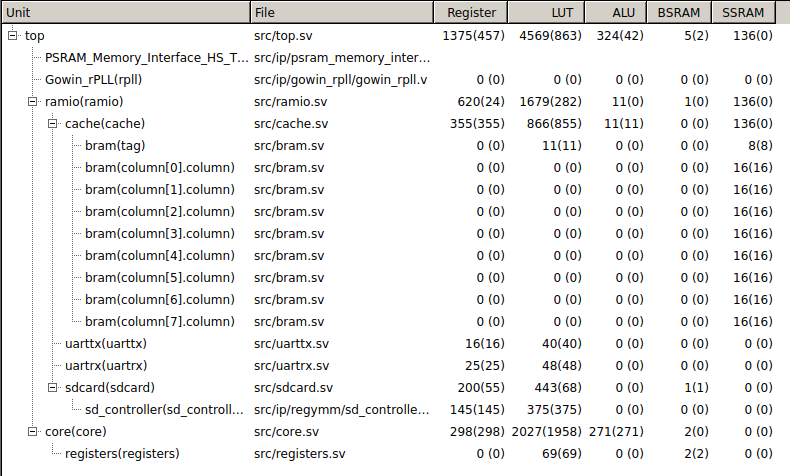 Unit File Register LUT ALU BSRAM SSRAM
top src/top.sv 1375(457) 4569(863) 324(42) 5(2) 136(0)
PSRAM_Memory_Interface_HS_T... src/ip/psram_memory_inter...
Gowin_rPLL(rpll) src/ip/gowin_rpll/gowin_rpll.v 0 (0) 0 (0) 0 (0) 0 (0) 0 (0)
ramio(ramio) src/ramio.sv 620(24) 1679(282) 11(0) 1(0) 136(0)
cache(cache) src/cache.sv 355(355) 866(855) 11(11) 0 (0) 136(0)
bram(tag) src/bram.sv 0 (0) 11(11) 0 (0) 0 (0) 8(8)
bram(column[0].column) src/bram.sv 0 (0) 0 (0) 0 (0) 0 (0) 16(16)
bram(column[1].column) src/bram.sv 0 (0) 0 (0) 0 (0) 0 (0) 16(16)
bram(column[2].column) src/bram.sv 0 (0) 0 (0) 0 (0) 0 (0) 16(16)
bram(column[3].column) src/bram.sv 0 (0) 0 (0) 0 (0) 0 (0) 16(16)
bram(column[4].column) src/bram.sv 0 (0) 0 (0) 0 (0) 0 (0) 16(16)
bram(column[5].column) src/bram.sv 0 (0) 0 (0) 0 (0) 0 (0) 16(16)
bram(column[6].column) src/bram.sv 0 (0) 0 (0) 0 (0) 0 (0) 16(16)
bram(column[7].column) src/bram.sv 0 (0) 0 (0) 0 (0) 0 (0) 16(16)
uarttx(uarttx) src/uarttx.sv 16(16) 40(40) 0 (0) 0 (0) 0 (0)
uartrx(uartrx) src/uartrx.sv 25(25) 48(48) 0 (0) 0 (0) 0 (0)
sdcard(sdcard) src/sdcard.sv 200(55) 443(68) 0 (0) 1(1) 0 (0)
sd_controller(sd_controll... src/ip/regymm/sd_controlle... 145(145) 375(375) 0 (0) 0 (0) 0 (0)
core(core) src/core.sv 298(298) 2027(1958) 271(271) 2(0) 0 (0)
registers(registers) src/registers.sv 0 (0) 69(69) 0 (0) 2(2) 0 (0)